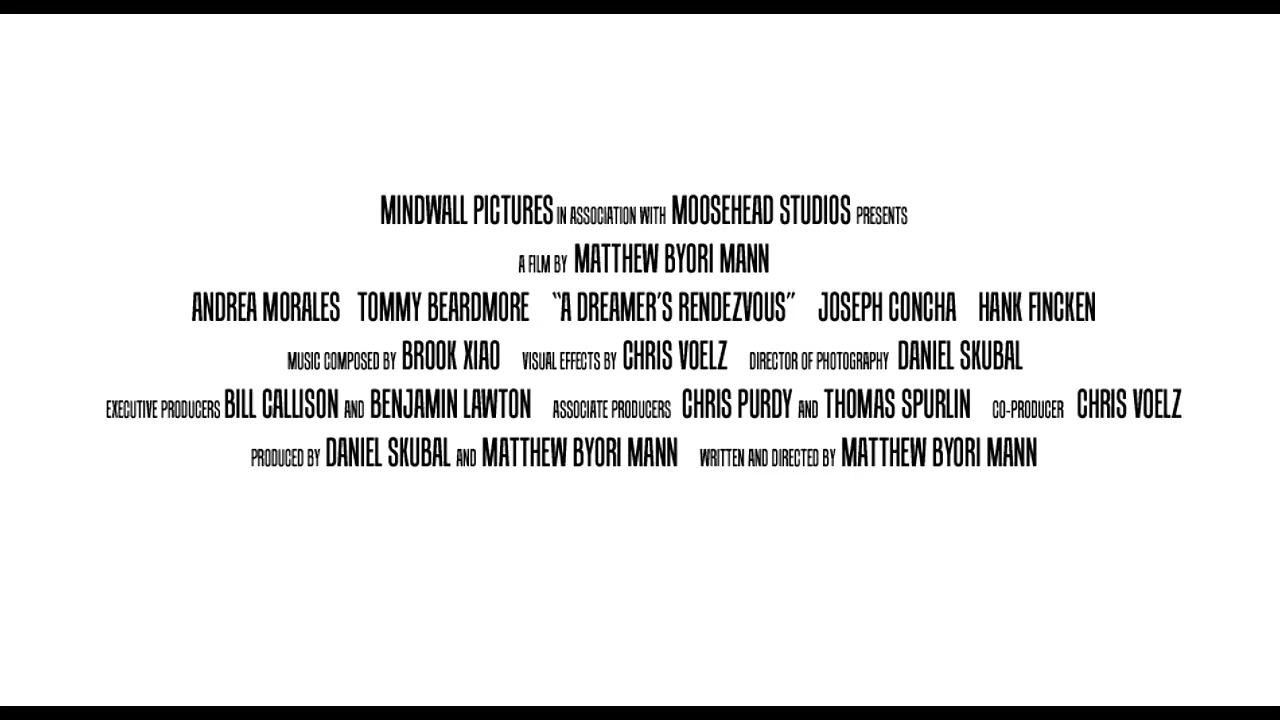 MINDWALL PICTURES IN ASSOCIATION WITH MOOSEHEAD STUDIOS PRESENTS
A FILM BY MATTHEW BYORI MANN
ANDREA MORALES TOMMY BEARDMORE "A DREAMER'S RENDEZVOUS" JOSEPH CONCHA HANK FINCKEN
MUSIC COMPOSED BY BROOK XIAO VISUAL EFFECTS BY CHRIS VOELZ DIRECTOR OF PHOTOGRAPHY DANIEL SKUBAL
EXECUTIVE PRODUCERS BILL CALLISON AND BENJAMIN LAWTON ASSOCIATE PRODUCERS CHRIS PURDY AND THOMAS SPURLIN CO-PRODUCER CHRIS VOELZ
PRODUCED BY DANIEL SKUBAL AND MATTHEW BYORI MANN WRITTEN AND DIRECTED BY MATTHEW BYORI MANN